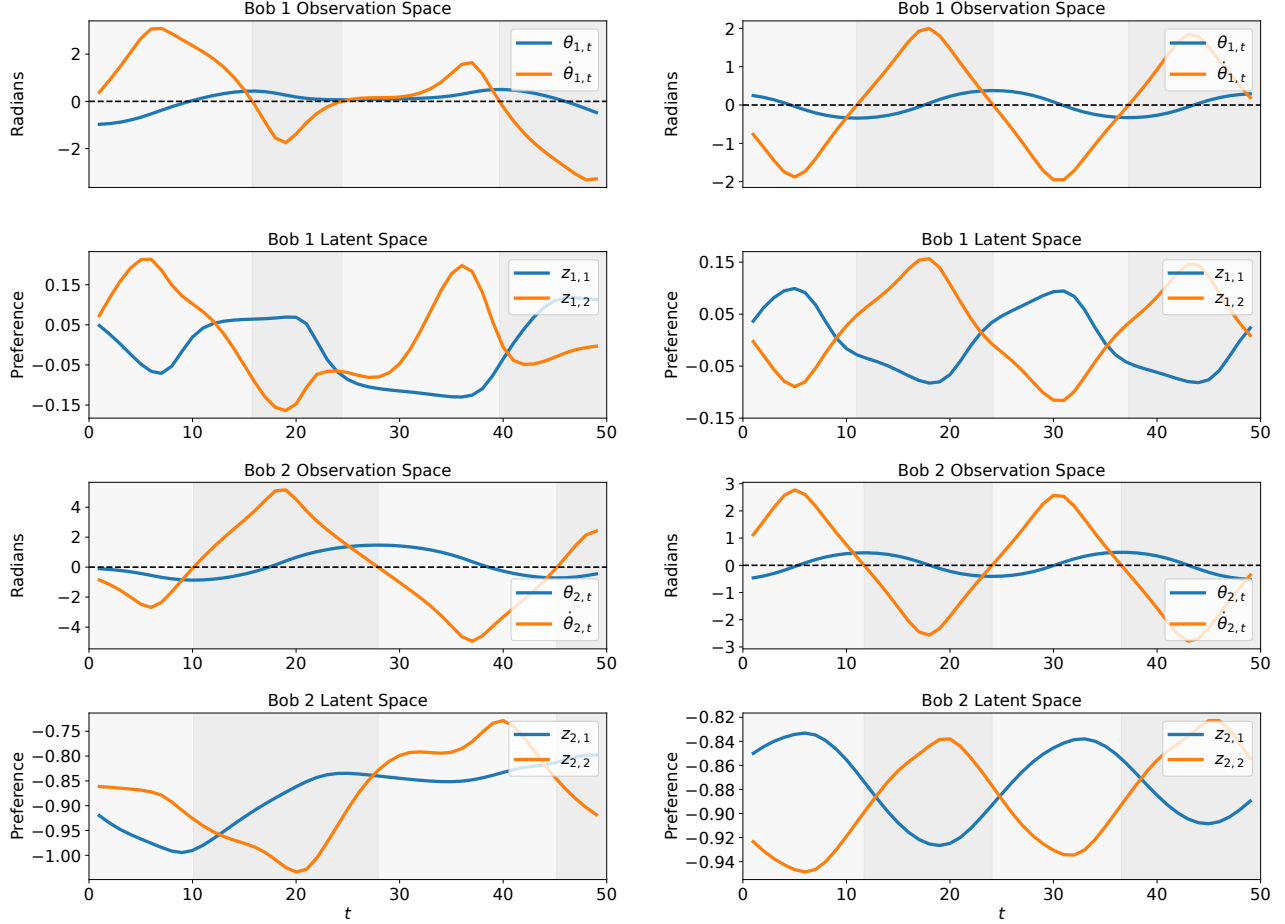 Bob 1 Observation Space
Radians
2
0
−2
θ1,t
θ̇1,t
Bob 1 Observation Space
Radians
2
1
0
−1
−2
θ1,t
θ̇1,t
Bob 1 Latent Space
Preference
0.15
0.05
−0.05
−0.15
0 10 20 30 40 50
z1,1
z1,2
Bob 1 Latent Space
Preference
0.15
0.05
−0.05
−0.15
0 10 20 30 40 50
z1,1
z1,2
Bob 2 Observation Space
Radians
4
2
0
−2
−4
0 10 20 30 40 50
θ2,t
θ̇2,t
Bob 2 Observation Space
Radians
3
2
1
0
−1
−2
−3
0 10 20 30 40 50
θ2,t
θ̇2,t
Bob 2 Latent Space
Preference
−0.75
−0.80
−0.85
−0.90
−0.95
−1.00
0 10 20 30 40 50
t
z2,1
z2,2
Bob 2 Latent Space
Preference
−0.82
−0.84
−0.86
−0.88
−0.90
−0.92
−0.94
0 10 20 30 40 50
t
z2,1
z2,2